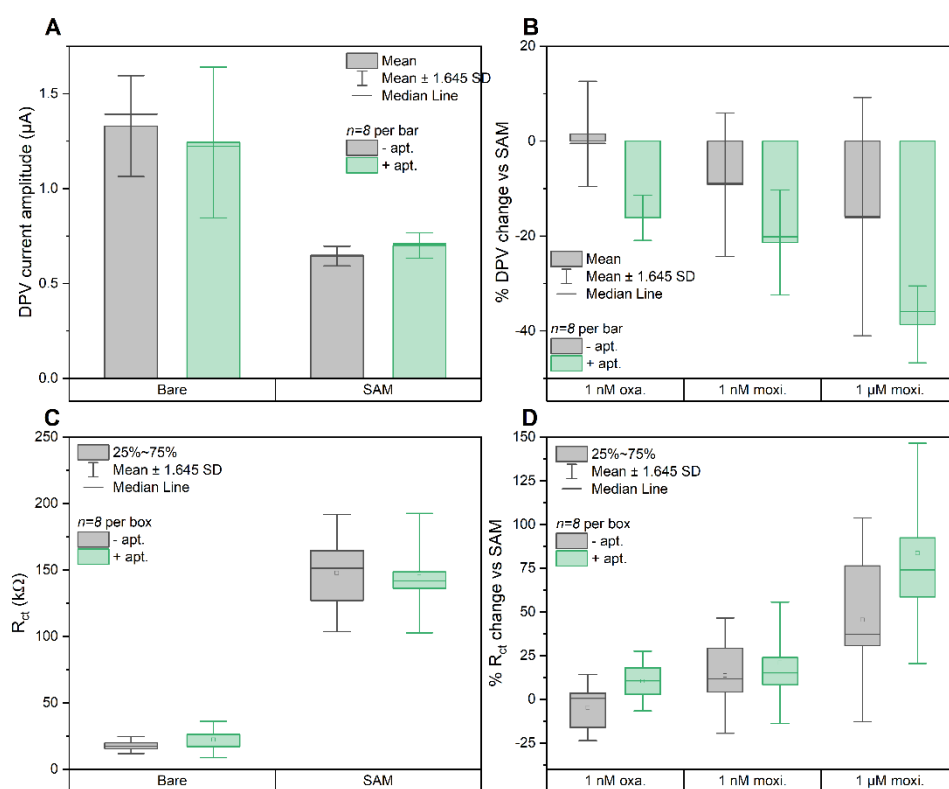 A
DPV current amplitude (µA)
1.5
1.0
0.5
0.0
Mean
Mean ± 1.645 SD
Median Line
n=8 per bar
- apt.
+ apt.
Bare
SAM
B
% DPV change vs SAM
20
0
-20
-40
Mean
Mean ± 1.645 SD
Median Line
n=8 per bar
- apt.
+ apt.
1 nM oxa.
1 nM moxi.
1 µM moxi.
C
R_ct (kΩ)
250
200
150
100
50
0
25%~75%
Mean ± 1.645 SD
Median Line
n=8 per box
- apt.
+ apt.
Bare
SAM
D
% R_ct change vs SAM
150
125
100
75
50
25
0
-25
25%~75%
Mean ± 1.645 SD
Median Line
n=8 per box
- apt.
+ apt.
1 nM oxa.
1 nM moxi.
1 µM moxi.